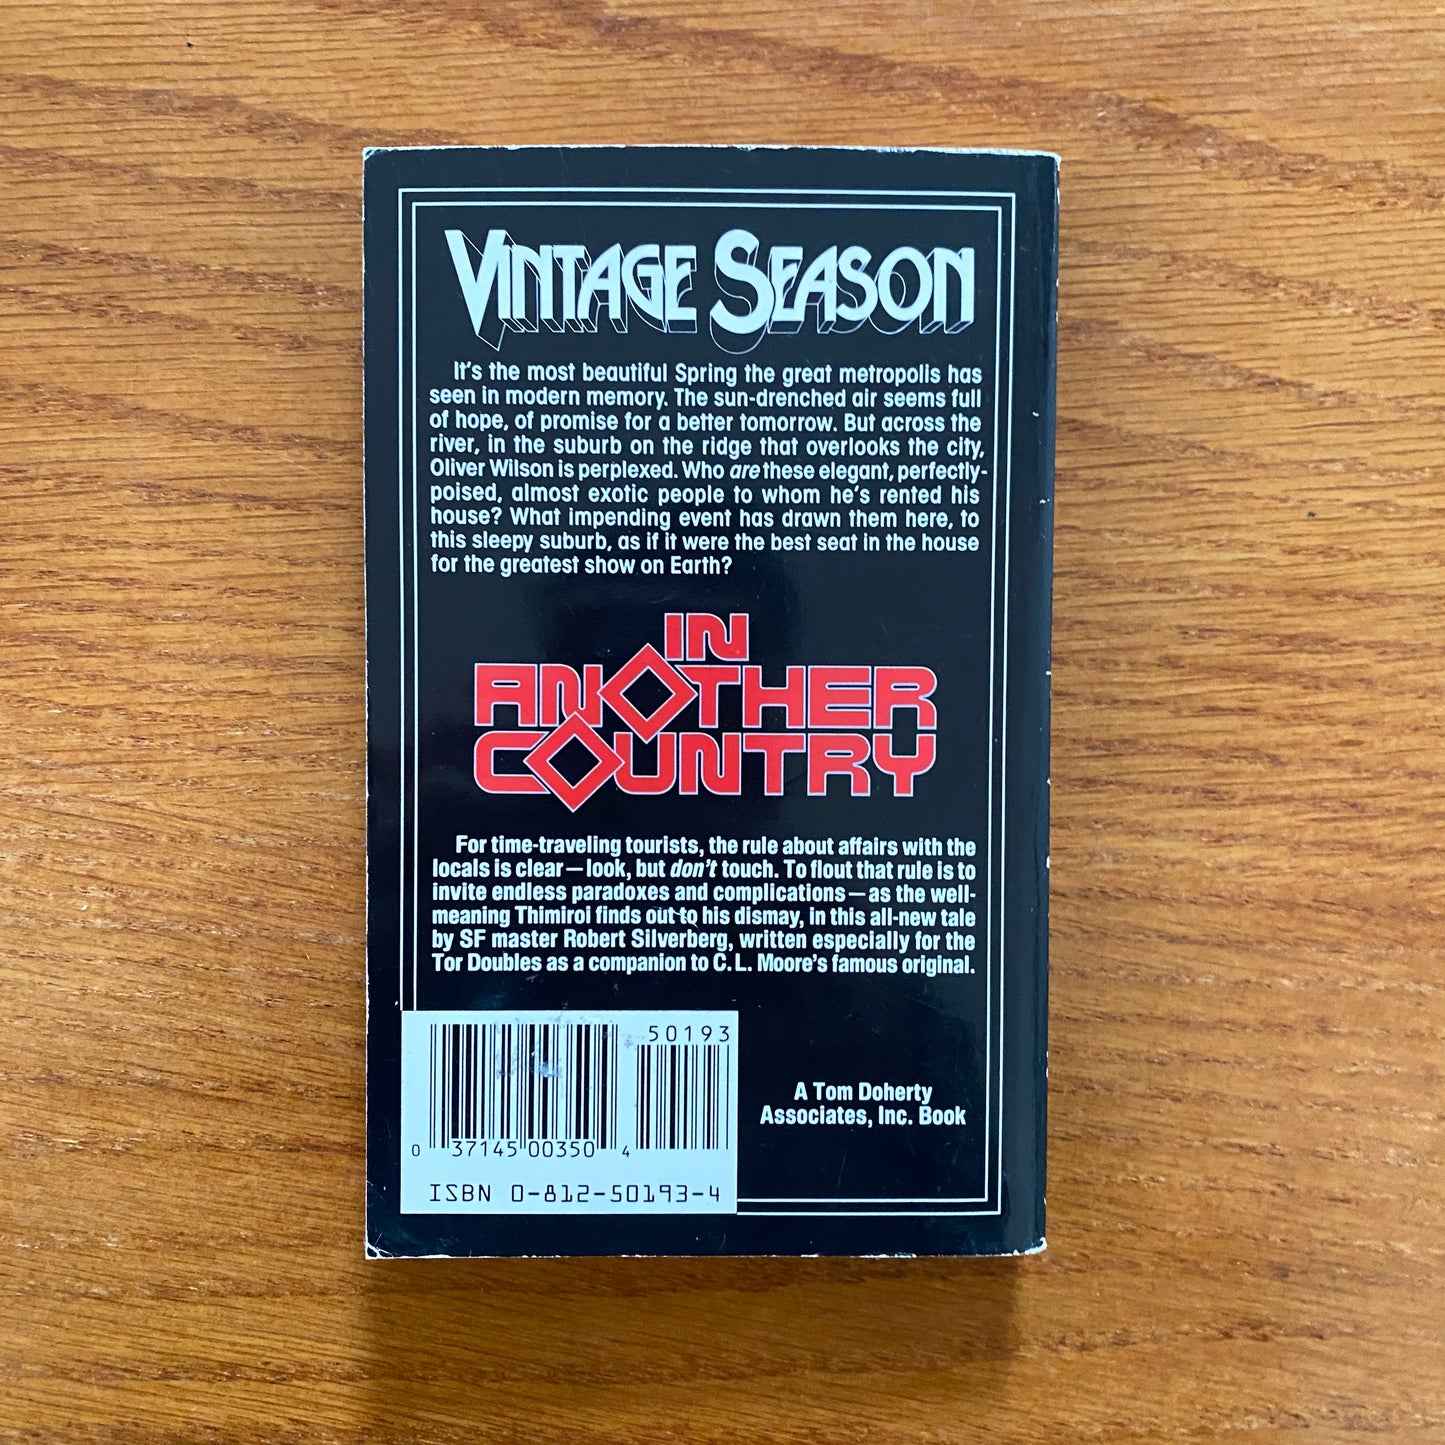 VINTAGE SEASON
It's the most beautiful Spring the great metropolis has
seen in modern memory. The sun-drenched air seems full
of hope, of promise for a better tomorrow. But across the
river, in the suburb on the ridge that overlooks the city,
Oliver Wilson is perplexed. Who are these elegant, perfectly-
poised, almost exotic people to whom he's rented his
house? What impending event has drawn them here, to
this sleepy suburb, as if it were the best seat in the house
for the greatest show on Earth?
IN
ANOTHER
COUNTRY
For time-traveling tourists, the rule about affairs with the
locals is clear—look, but don't touch. To flout that rule is to
invite endless paradoxes and complications—as the well-
meaning Thimirol finds out to his dismay, in this all-new tale
by SF master Robert Silverberg, written especially for the
Tor Doubles as a companion to C.L. Moore's famous original.
50193
0 37145 00350 4
ISBN 0-812-50193-4
A Tom Doherty
Associates, Inc. Book